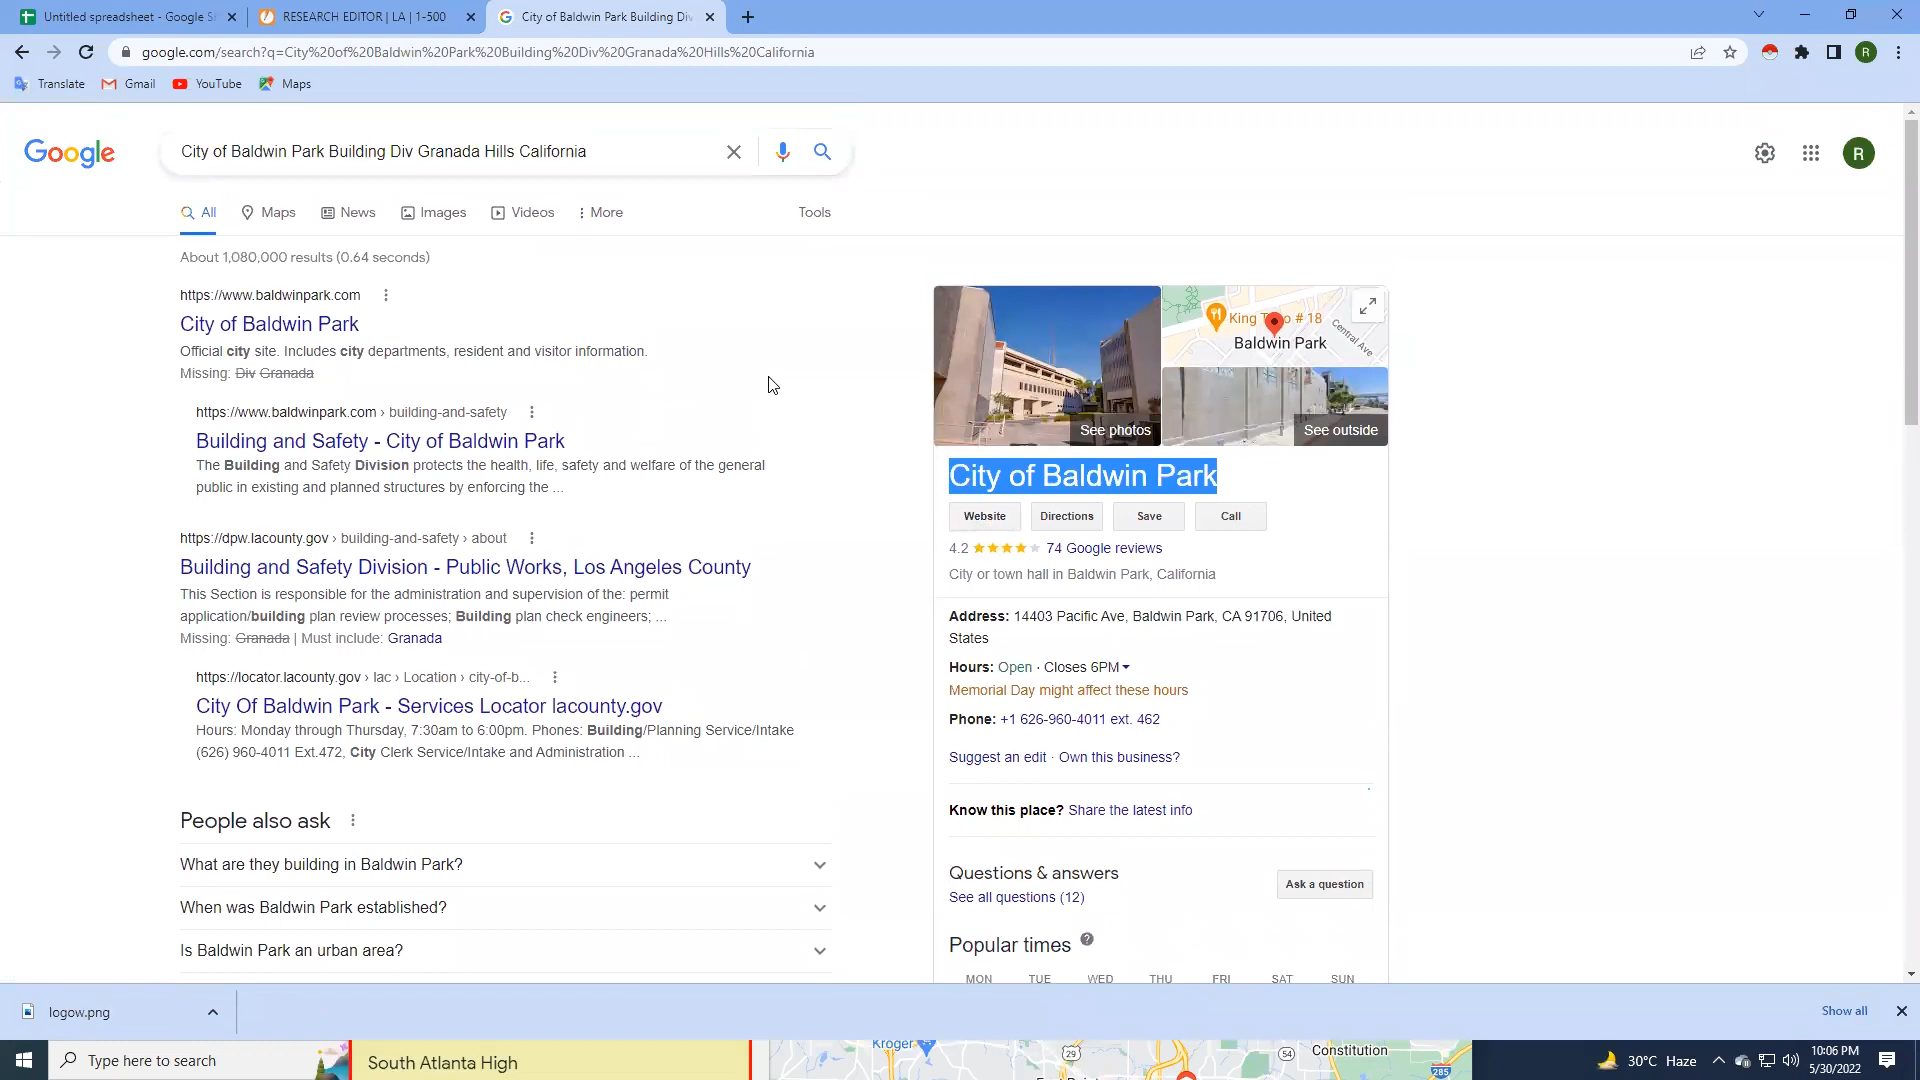 Untitled spreadsheet - Google S
RESEARCH EDITOR | LA | 1-500
City of Baldwin Park Building Div
google.com/search?q=City%20of%20Baldwin%20Park%20Building%20Div%20Granada%20Hills%20California
R
Translate
Gmail
YouTube
Maps
Google
City of Baldwin Park Building Div Granada Hills California
R
All
Maps
News
Images
Videos
More
Tools
About 1,080,000 results (0.64 seconds)
https://www.baldwinpark.com
City of Baldwin Park
Official city site. Includes city departments, resident and visitor information.
Missing: Div Granada
https://www.baldwinpark.com › building-and-safety
Building and Safety - City of Baldwin Park
The Building and Safety Division protects the health, life, safety and welfare of the general
public in existing and planned structures by enforcing the ...
https://dpw.lacounty.gov › building-and-safety › about
Building and Safety Division - Public Works, Los Angeles County
This Section is responsible for the administration and supervision of the: permit
application/building plan review processes; Building plan check engineers; ...
Missing: Granada | Must include: Granada
https://locator.lacounty.gov › lac › Location › city-of-b...
City Of Baldwin Park - Services Locator lacounty.gov
Hours: Monday through Thursday, 7:30am to 6:00pm. Phones: Building/Planning Service/Intake
(626) 960-4011 Ext.472, City Clerk Service/Intake and Administration ...
People also ask
What are they building in Baldwin Park?
When was Baldwin Park established?
Is Baldwin Park an urban area?
See photos
King # 18
Baldwin Park
Central Ave
See outside
City of Baldwin Park
Website
Directions
Save
Call
4.2
74 Google reviews
City or town hall in Baldwin Park, California
Address: 14403 Pacific Ave, Baldwin Park, CA 91706, United
States
Hours: Open · Closes 6PM
Memorial Day might affect these hours
Phone: +1 626-960-4011 ext. 462
Suggest an edit · Own this business?
Know this place? Share the latest info
Questions & answers
See all questions (12)
Ask a question
Popular times
MON TUE WED THU FRI SAT SUN
logow.png
Show all
Type here to search
South Atlanta High
Kroger
29
54
Constitution
285
30°C Haze
10:06 PM
5/30/2022